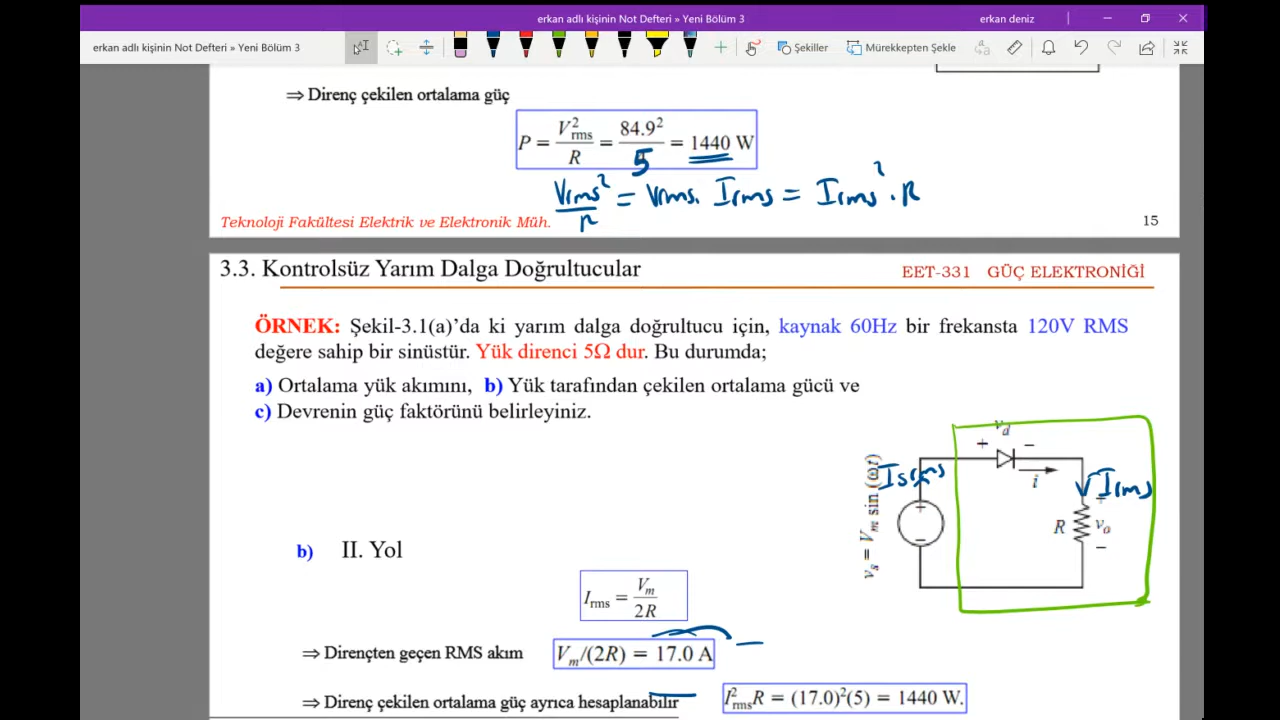 erkan adlı kişinin Not Defteri » Yeni Bölüm 3
erkan deniz
erkan adlı kişinin Not Defteri » Yeni Bölüm 3
Şekiller
Mürekkepten Şekle
⇒ Direnç çekilen ortalama güç
P = V²rms / R = 84.9² / 5 = 1440 W
Vrms² / R = Vrms. Irms = Irms² . R
Teknoloji Fakültesi Elektrik ve Elektronik Müh.
15
3.3. Kontrolsüz Yarım Dalga Doğrultucular
EET-331 GÜÇ ELEKTRONİĞİ
ÖRNEK: Şekil-3.1(a)'da ki yarım dalga doğrultucu için, kaynak 60Hz bir frekansta 120V RMS
değere sahip bir sinüstür. Yük direnci 5Ω dur. Bu durumda;
a) Ortalama yük akımını, b) Yük tarafından çekilen ortalama gücü ve
c) Devrenin güç faktörünü belirleyiniz.
+ vd −
Isrms
i
Irms
vs = Vm sin (ωt)
+
−
R
+
vo
−
b) II. Yol
Irms = Vm / 2R
⇒ Dirençten geçen RMS akım
Vm/(2R) = 17.0 A
⇒ Direnç çekilen ortalama güç ayrıca hesaplanabilir
I²rmsR = (17.0)²(5) = 1440 W.